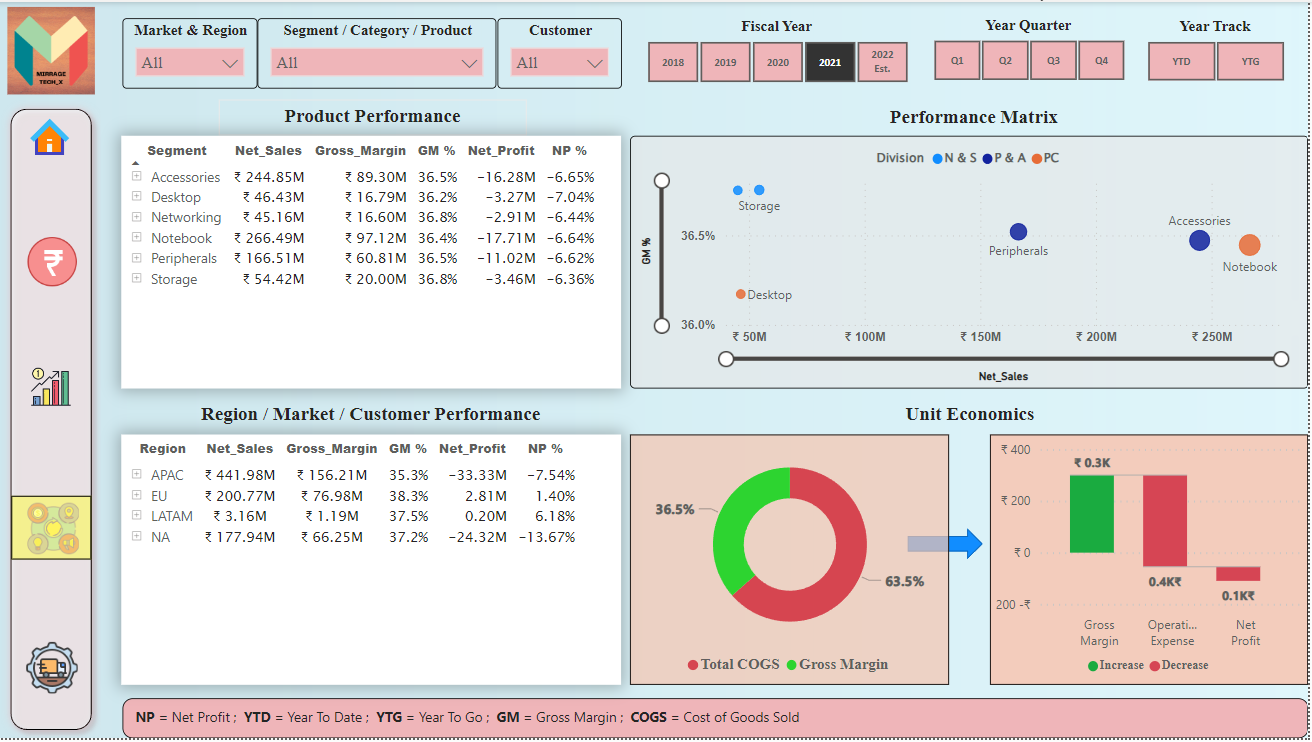 MIRRAGE
TECH_X
Market & Region
All
Segment / Category / Product
All
Customer
All
Fiscal Year
2018
2019
2020
2021
2022
Est.
Year Quarter
Q1
Q2
Q3
Q4
Year Track
YTD
YTG
Product Performance
Segment Net_Sales Gross_Margin GM % Net_Profit NP %
Accessories ₹ 244.85M ₹ 89.30M 36.5% −16.28M −6.65%
Desktop ₹ 46.43M ₹ 16.79M 36.2% −3.27M −7.04%
Networking ₹ 45.16M ₹ 16.60M 36.8% −2.91M −6.44%
Notebook ₹ 266.49M ₹ 97.12M 36.4% −17.71M −6.64%
Peripherals ₹ 166.51M ₹ 60.81M 36.5% −11.02M −6.62%
Storage ₹ 54.42M ₹ 20.00M 36.8% −3.46M −6.36%
Performance Matrix
Division N & S P & A PC
GM %
36.5%
36.0%
Storage
Accessories
Peripherals
Notebook
Desktop
₹ 50M ₹ 100M ₹ 150M ₹ 200M ₹ 250M
Net_Sales
Region / Market / Customer Performance
Region Net_Sales Gross_Margin GM % Net_Profit NP %
APAC ₹ 441.98M ₹ 156.21M 35.3% −33.33M −7.54%
EU ₹ 200.77M ₹ 76.98M 38.3% 2.81M 1.40%
LATAM ₹ 3.16M ₹ 1.19M 37.5% 0.20M 6.18%
NA ₹ 177.94M ₹ 66.25M 37.2% −24.32M −13.67%
Unit Economics
36.5%
63.5%
Total COGS Gross Margin
₹ 400
₹ 200
₹ 0
200 -₹
₹ 0.3K
0.4K₹
0.1K₹
Gross
Margin
Operati...
Expense
Net
Profit
Increase Decrease
NP = Net Profit ; YTD = Year To Date ; YTG = Year To Go ; GM = Gross Margin ; COGS = Cost of Goods Sold